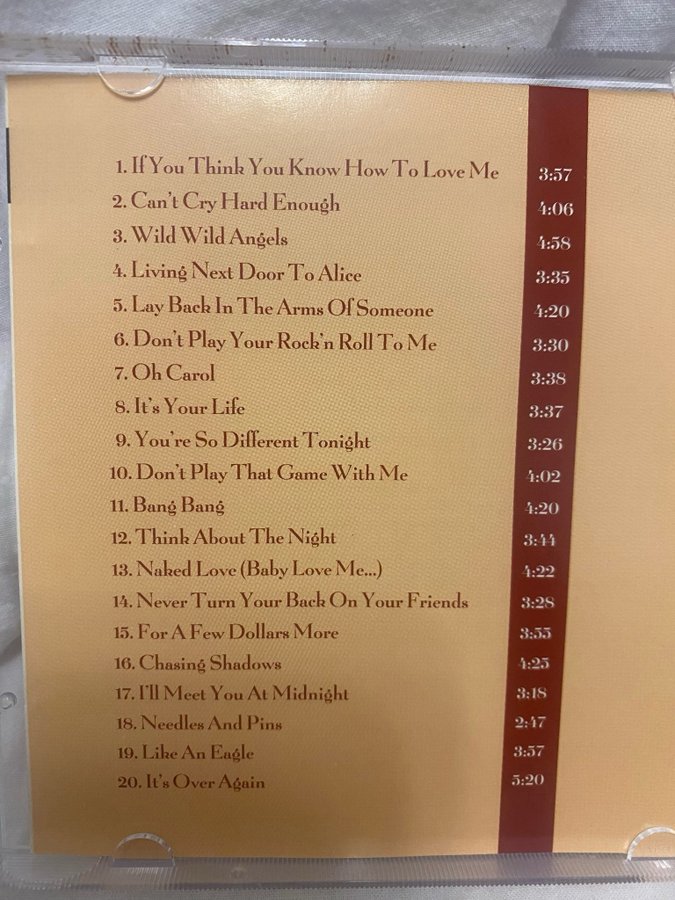 1. If You Think You Know How To Love Me 3:57
2. Can't Cry Hard Enough 4:06
3. Wild Wild Angels 4:58
4. Living Next Door To Alice 3:35
5. Lay Back In The Arms Of Someone 4:20
6. Don't Play Your Rock'n Roll To Me 3:30
7. Oh Carol 3:38
8. It's Your Life 3:37
9. You're So Different Tonight 3:26
10. Don't Play That Game With Me 4:02
11. Bang Bang 4:20
12. Think About The Night 3:44
13. Naked Love (Baby Love Me...) 4:22
14. Never Turn Your Back On Your Friends 3:28
15. For A Few Dollars More 3:55
16. Chasing Shadows 4:25
17. I'll Meet You At Midnight 3:18
18. Needles And Pins 2:47
19. Like An Eagle 3:57
20. It's Over Again 5:20